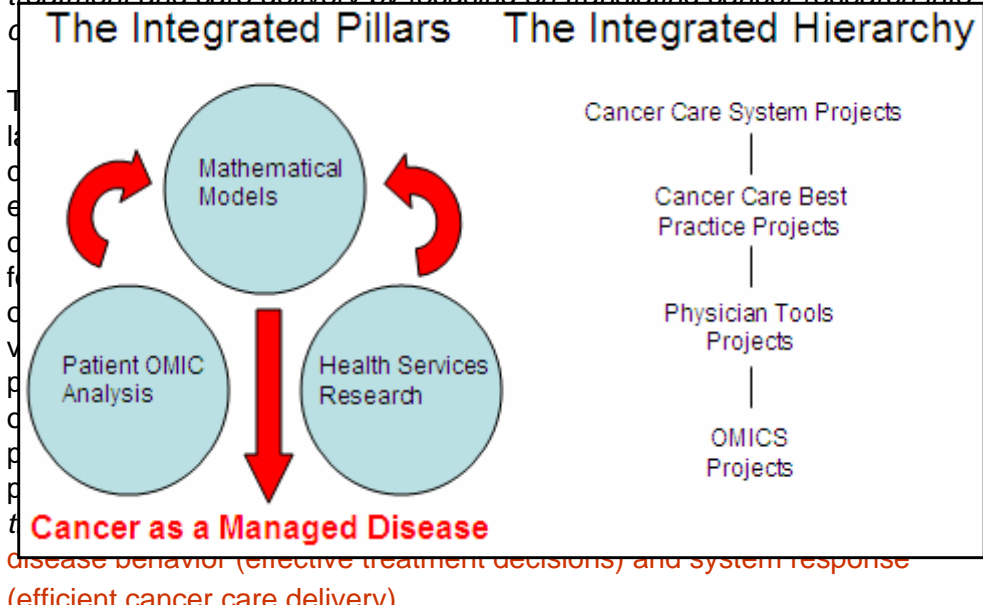 The Integrated Pillars
The Integrated Hierarchy
Mathematical
Models
Patient OMIC
Analysis
Health Services
Research
Cancer as a Managed Disease
Cancer Care System Projects
Cancer Care Best
Practice Projects
Physician Tools
Projects
OMICS
Projects
disease behavior (effective treatment decisions) and system response
(efficient cancer care delivery)